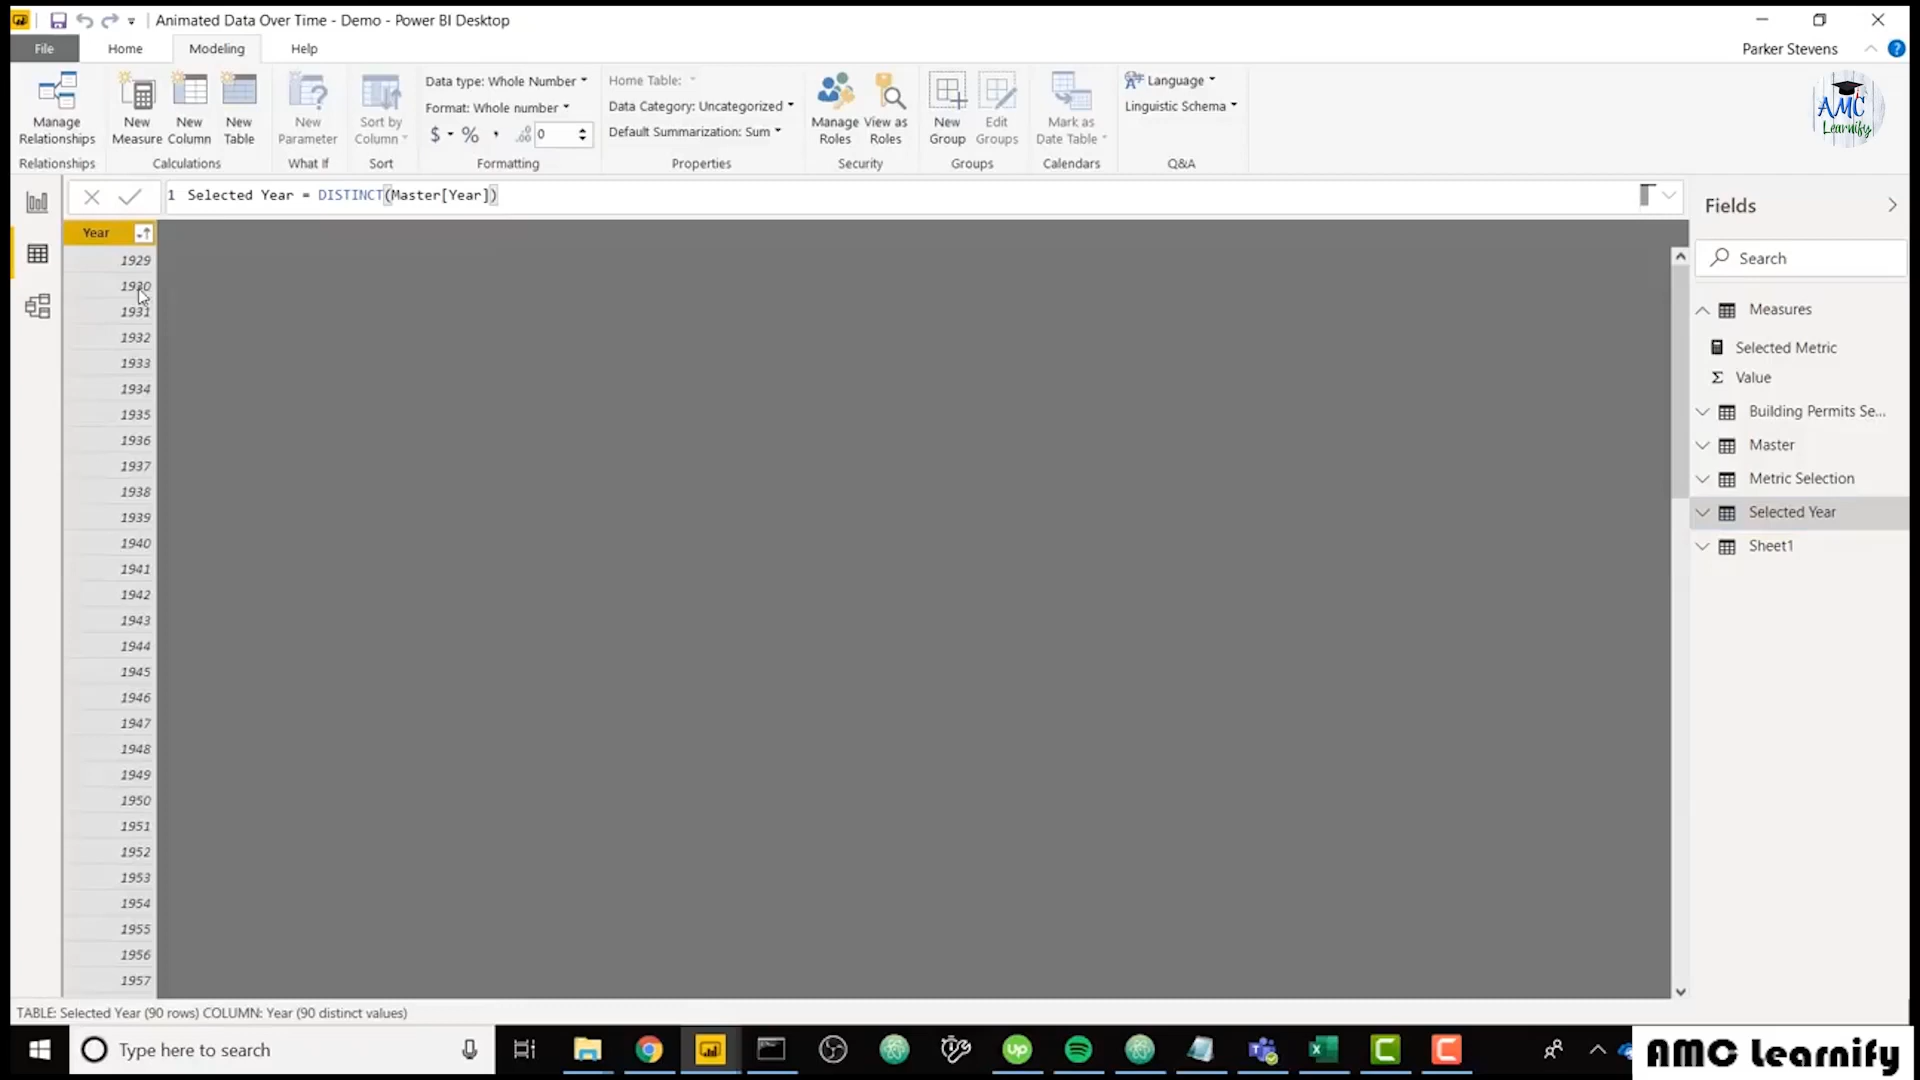 Animated Data Over Time - Demo - Power BI Desktop
File
Home
Modeling
Help
Parker Stevens
Manage
Relationships
New
Measure
New
Column
New
Table
New
Parameter
Sort by
Column
Data type: Whole Number
Format: Whole number
$ % , 0
Home Table:
Data Category: Uncategorized
Default Summarization: Sum
Manage
Roles
View as
Roles
New
Group
Edit
Groups
Mark as
Date Table
Language
Linguistic Schema
AMC
Learnify
Relationships
Calculations
What If
Sort
Formatting
Properties
Security
Groups
Calendars
Q&A
1 Selected Year = DISTINCT(Master[Year])
Year
1929
1930
1931
1932
1933
1934
1935
1936
1937
1938
1939
1940
1941
1942
1943
1944
1945
1946
1947
1948
1949
1950
1951
1952
1953
1954
1955
1956
1957
Fields
Search
Measures
Selected Metric
Value
Building Permits Se...
Master
Metric Selection
Selected Year
Sheet1
TABLE: Selected Year (90 rows) COLUMN: Year (90 distinct values)
Type here to search
AMC Learnify